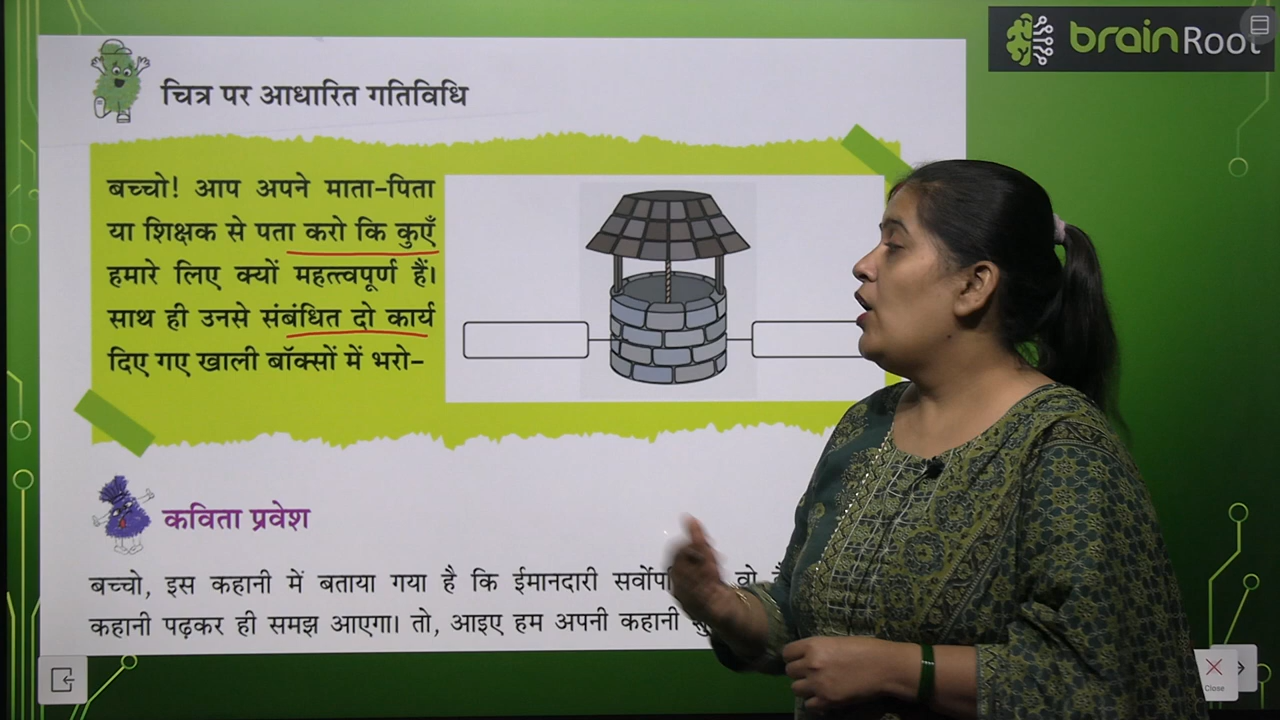 brainRoot
चित्र पर आधारित गतिविधि
बच्चो! आप अपने माता-पिता
या शिक्षक से पता करो कि कुएँ
हमारे लिए क्यों महत्त्वपूर्ण हैं।
साथ ही उनसे संबंधित दो कार्य
दिए गए खाली बॉक्सों में भरो-
कविता प्रवेश
बच्चो, इस कहानी में बताया गया है कि ईमानदारी वो
कहानी पढ़कर ही समझ आएगा। तो, आइए हम अपनी कहानी
Close